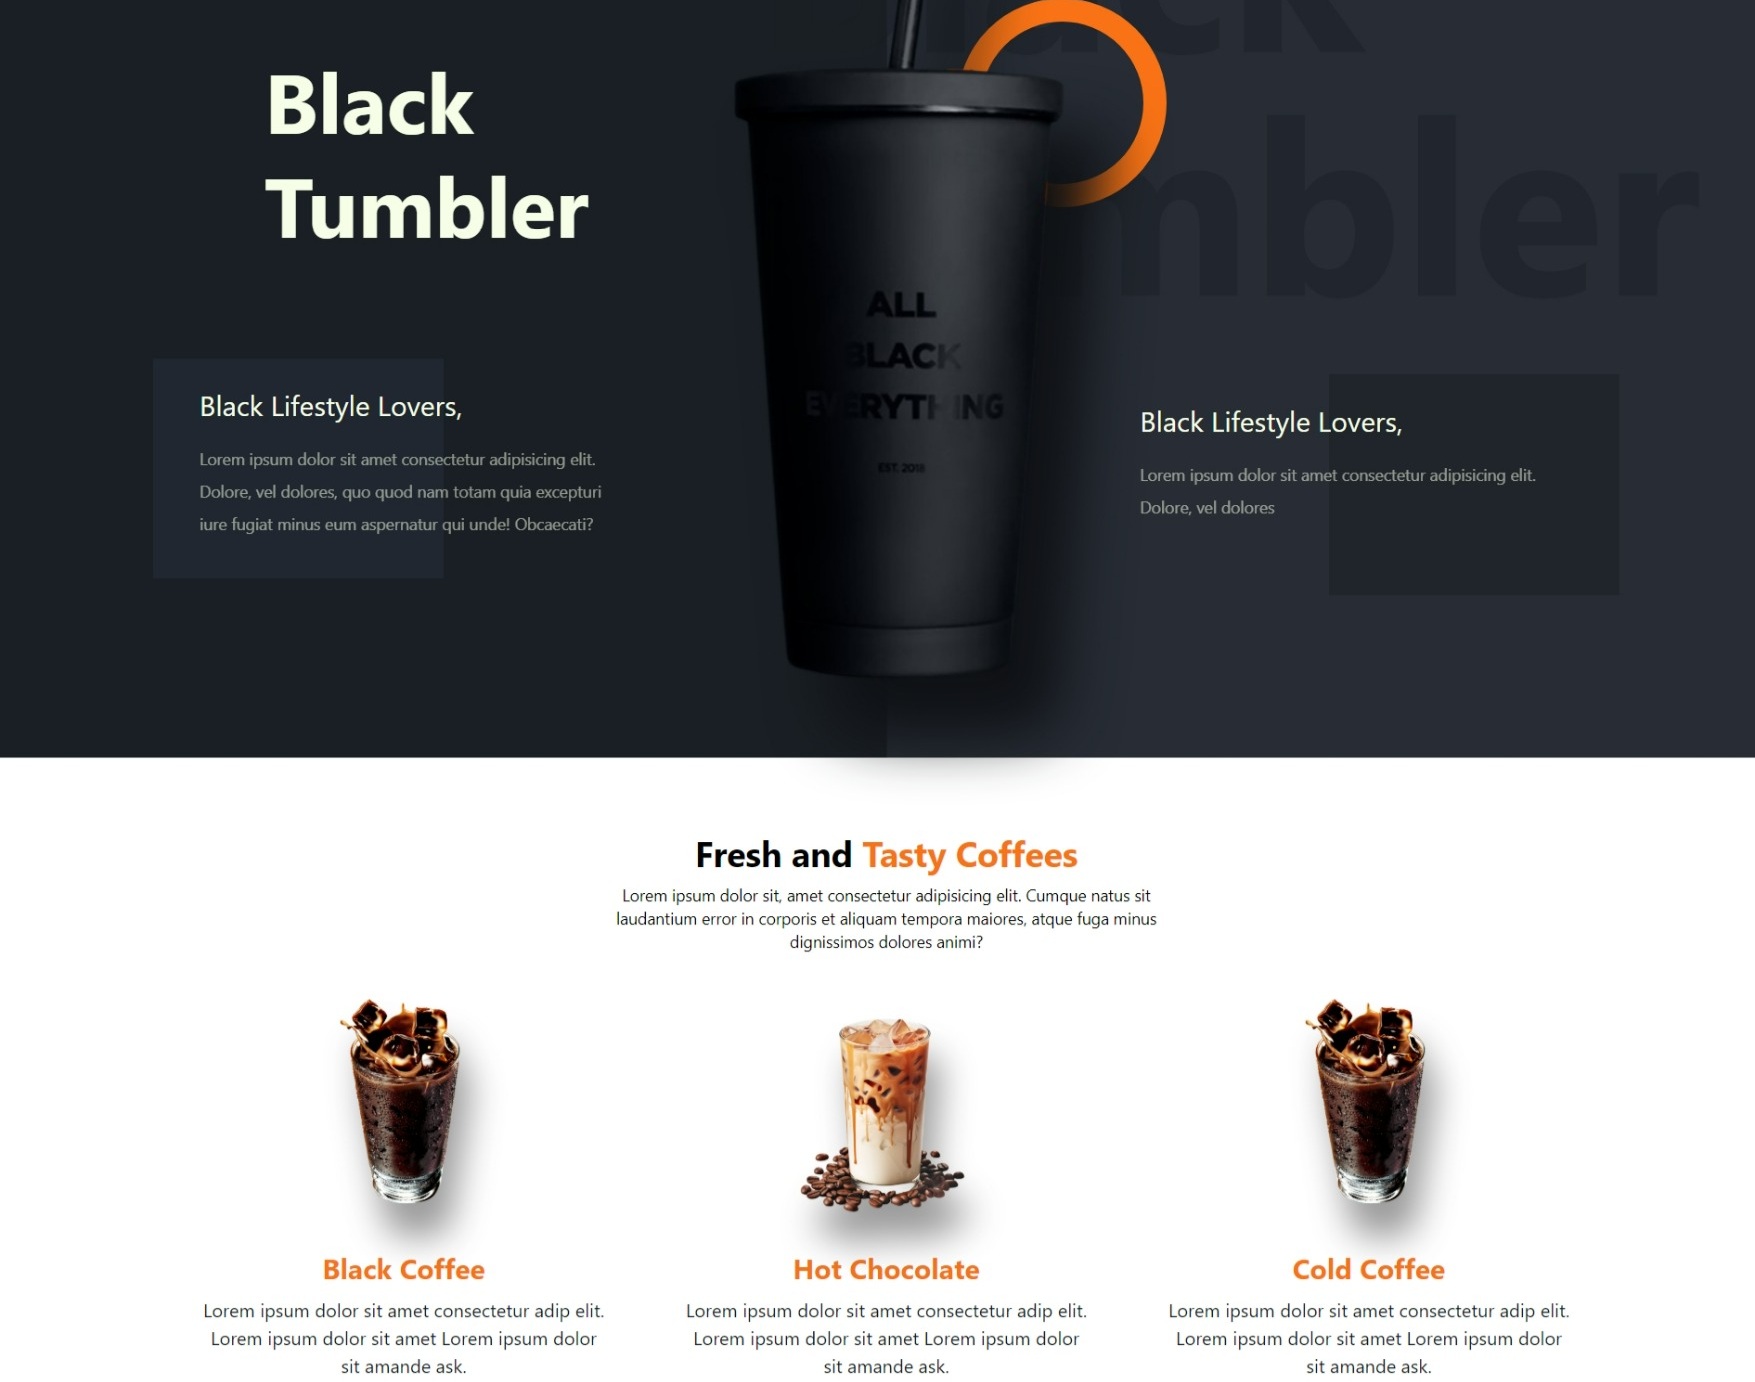 Black
Tumbler
ack
mbler
ALL
BLACK
EVERYTHING
EST. 2019
Black Lifestyle Lovers,
Lorem ipsum dolor sit amet consectetur adipisicing elit.
Dolore, vel dolores, quo quod nam totam quia excepturi
iure fugiat minus eum aspernatur qui unde! Obcaecati?
Black Lifestyle Lovers,
Lorem ipsum dolor sit amet consectetur adipisicing elit.
Dolore, vel dolores
Fresh and Tasty Coffees
Lorem ipsum dolor sit, amet consectetur adipisicing elit. Cumque natus sit
laudantium error in corporis et aliquam tempora maiores, atque fuga minus
dignissimos dolores animi?
Black Coffee
Lorem ipsum dolor sit amet consectetur adip elit.
Lorem ipsum dolor sit amet Lorem ipsum dolor
sit amande ask.
Hot Chocolate
Lorem ipsum dolor sit amet consectetur adip elit.
Lorem ipsum dolor sit amet Lorem ipsum dolor
sit amande ask.
Cold Coffee
Lorem ipsum dolor sit amet consectetur adip elit.
Lorem ipsum dolor sit amet Lorem ipsum dolor
sit amande ask.